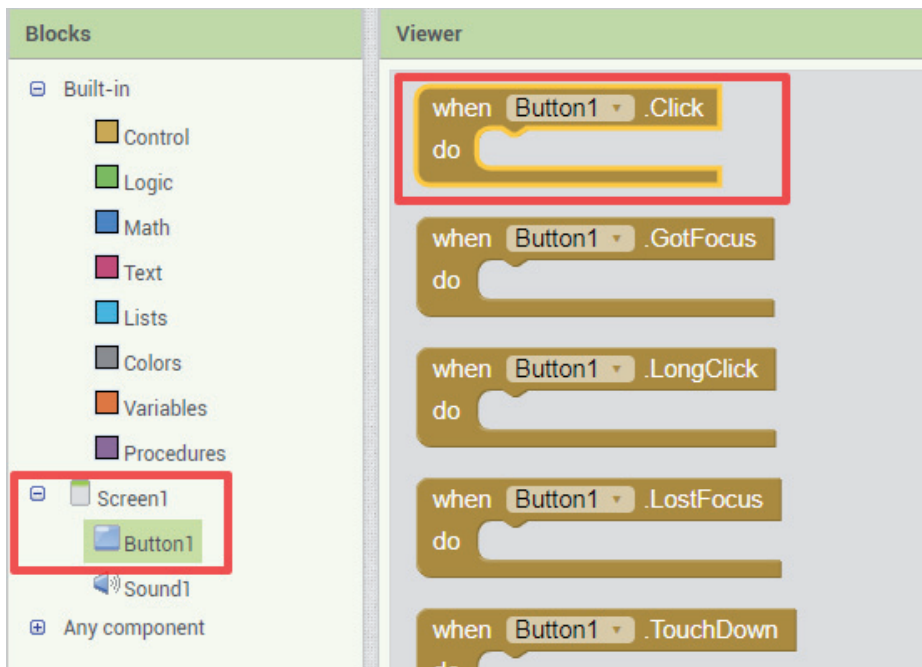 Blocks
Built-in
Control
Logic
Math
Text
Lists
Colors
Variables
Procedures
Screen1
Button1
Sound1
Any component
Viewer
when Button1 .Click
do
when Button1 .GotFocus
do
when Button1 .LongClick
do
when Button1 .LostFocus
do
when Button1 .TouchDown
do